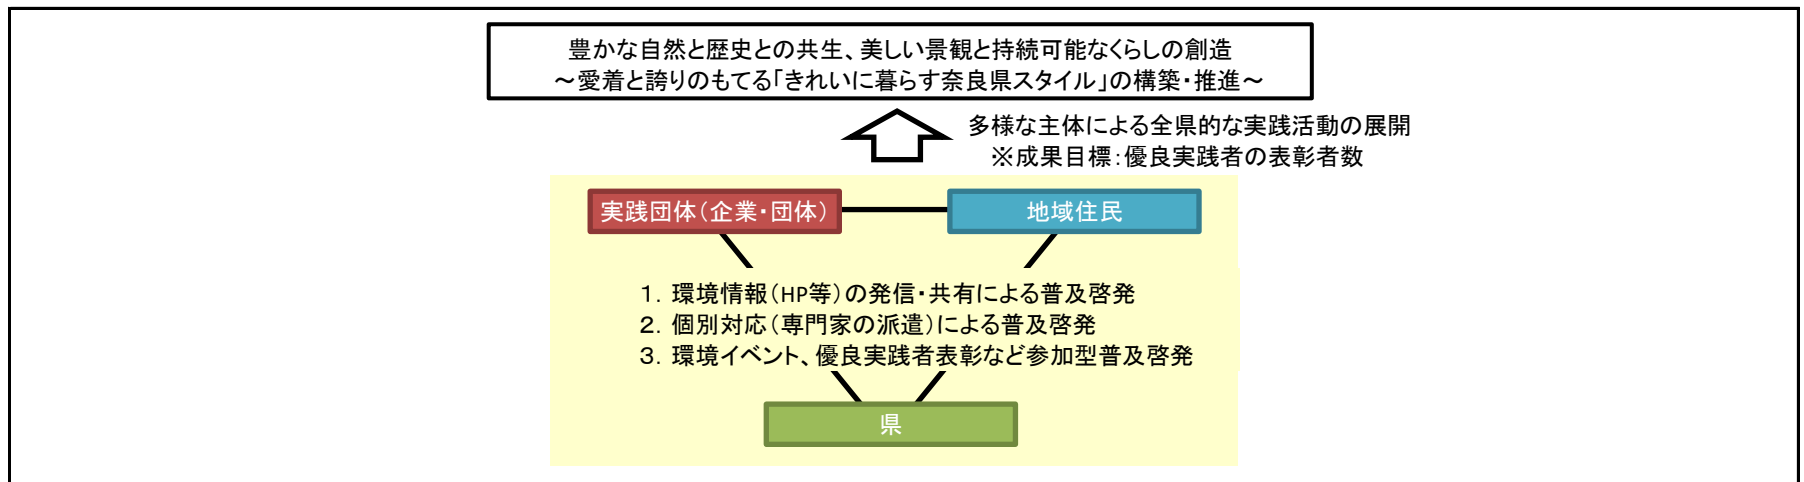 豊かな自然と歴史との共生、美しい景観と持続可能なくらしの創造
～愛着と誇りのもてる「きれいに暮らす奈良県スタイル」の構築・推進～
多様な主体による全県的な実践活動の展開
※成果目標：優良実践者の表彰者数
実践団体（企業・団体）
地域住民
１．環境情報（HP等）の発信・共有による普及啓発
２．個別対応（専門家の派遣）による普及啓発
３．環境イベント、優良実践者表彰など参加型普及啓発
県